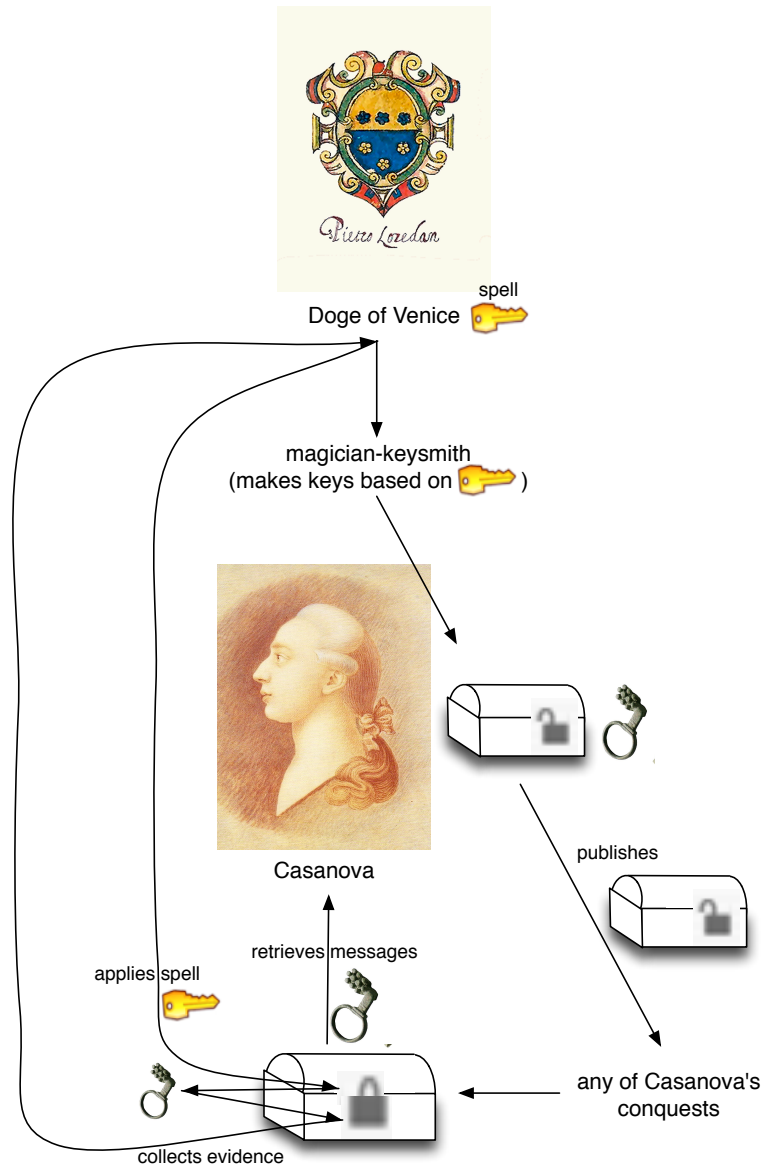 Pietro Loredan
spell
Doge of Venice
magician-keysmith
(makes keys based on )
publishes
Casanova
retrieves messages
applies spell
any of Casanova's
conquests
collects evidence